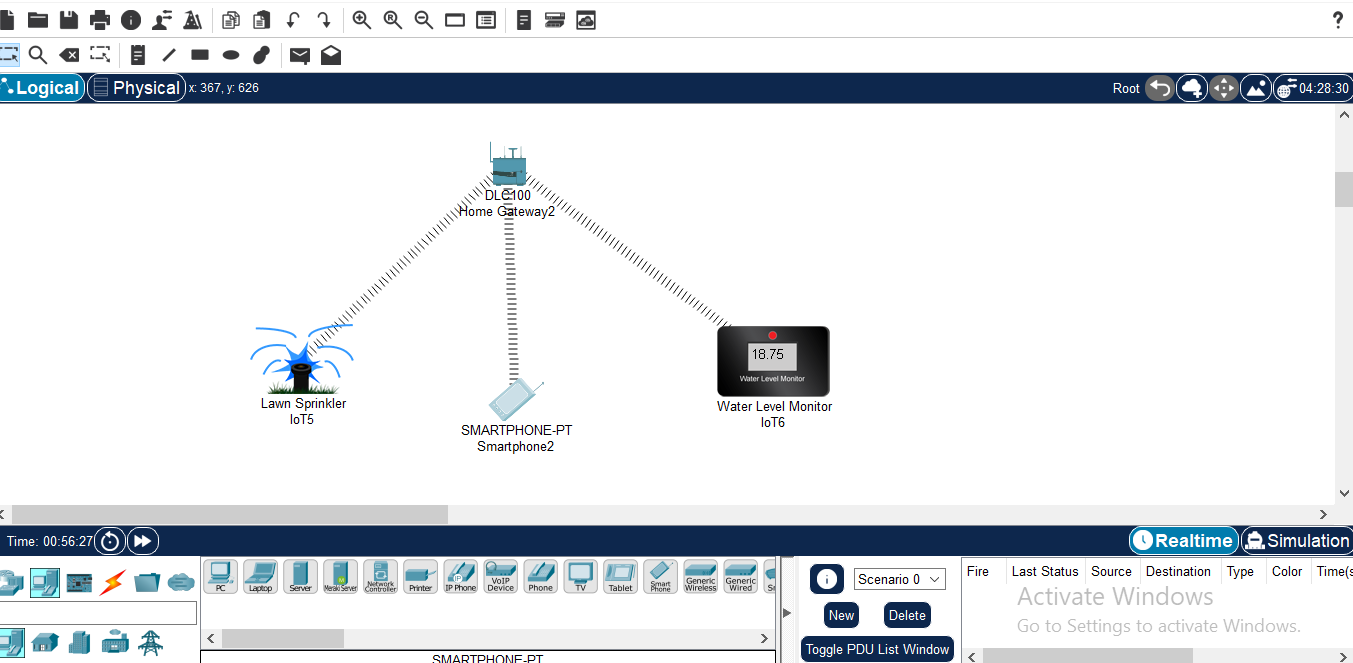 ?
Logical
Physical
x: 367, y: 626
Root
04:28:30
DLC100
Home Gateway2
18.75
Water Level Monitor
Lawn Sprinkler
IoT5
SMARTPHONE-PT
Smartphone2
Water Level Monitor
IoT6
Time: 00:56:27
Realtime
Simulation
PC
Laptop
Server
Meraki Server
Network Controller
Printer
IP Phone
VoIP Device
Phone
TV
Tablet
Smart Phone
Generic Wireless
Generic Wired
Scenario 0
New
Delete
Toggle PDU List Window
Fire Last Status Source Destination Type Color Time(s
Activate Windows
Go to Settings to activate Windows.
SMARTPHONE-PT